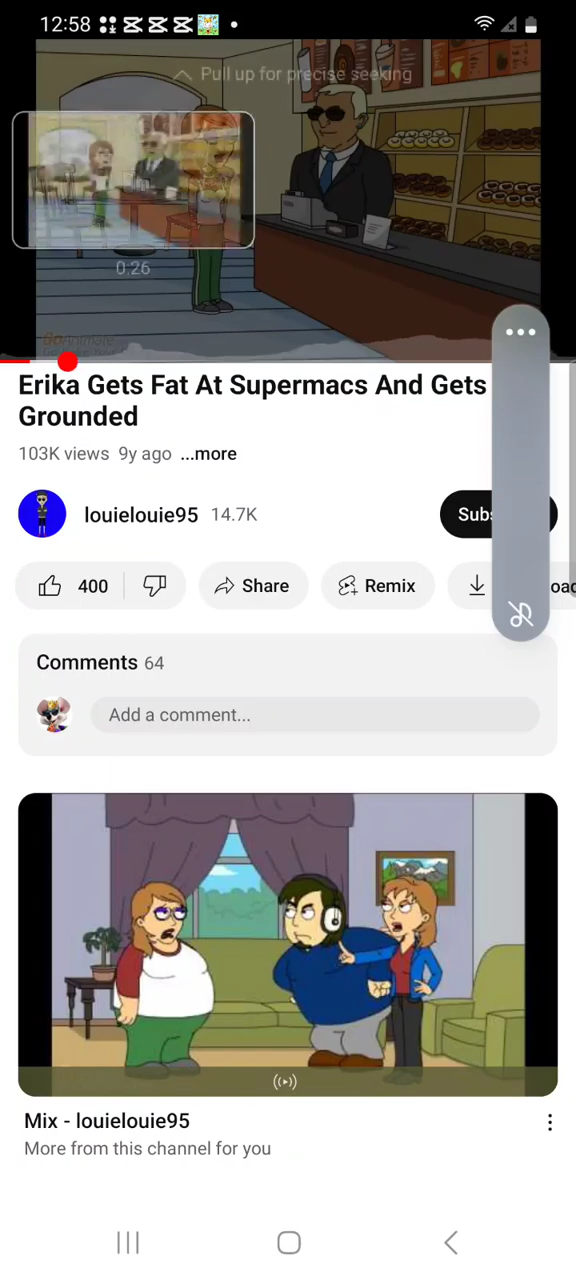 12:58
Pull up for precise seeking
0:26
GoAnimate
Erika Gets Fat At Supermacs And Gets
Grounded
103K views 9y ago ...more
louielouie95 14.7K
Subs
400
Share
Remix
oad
Comments 64
Add a comment...
Mix - louielouie95
More from this channel for you